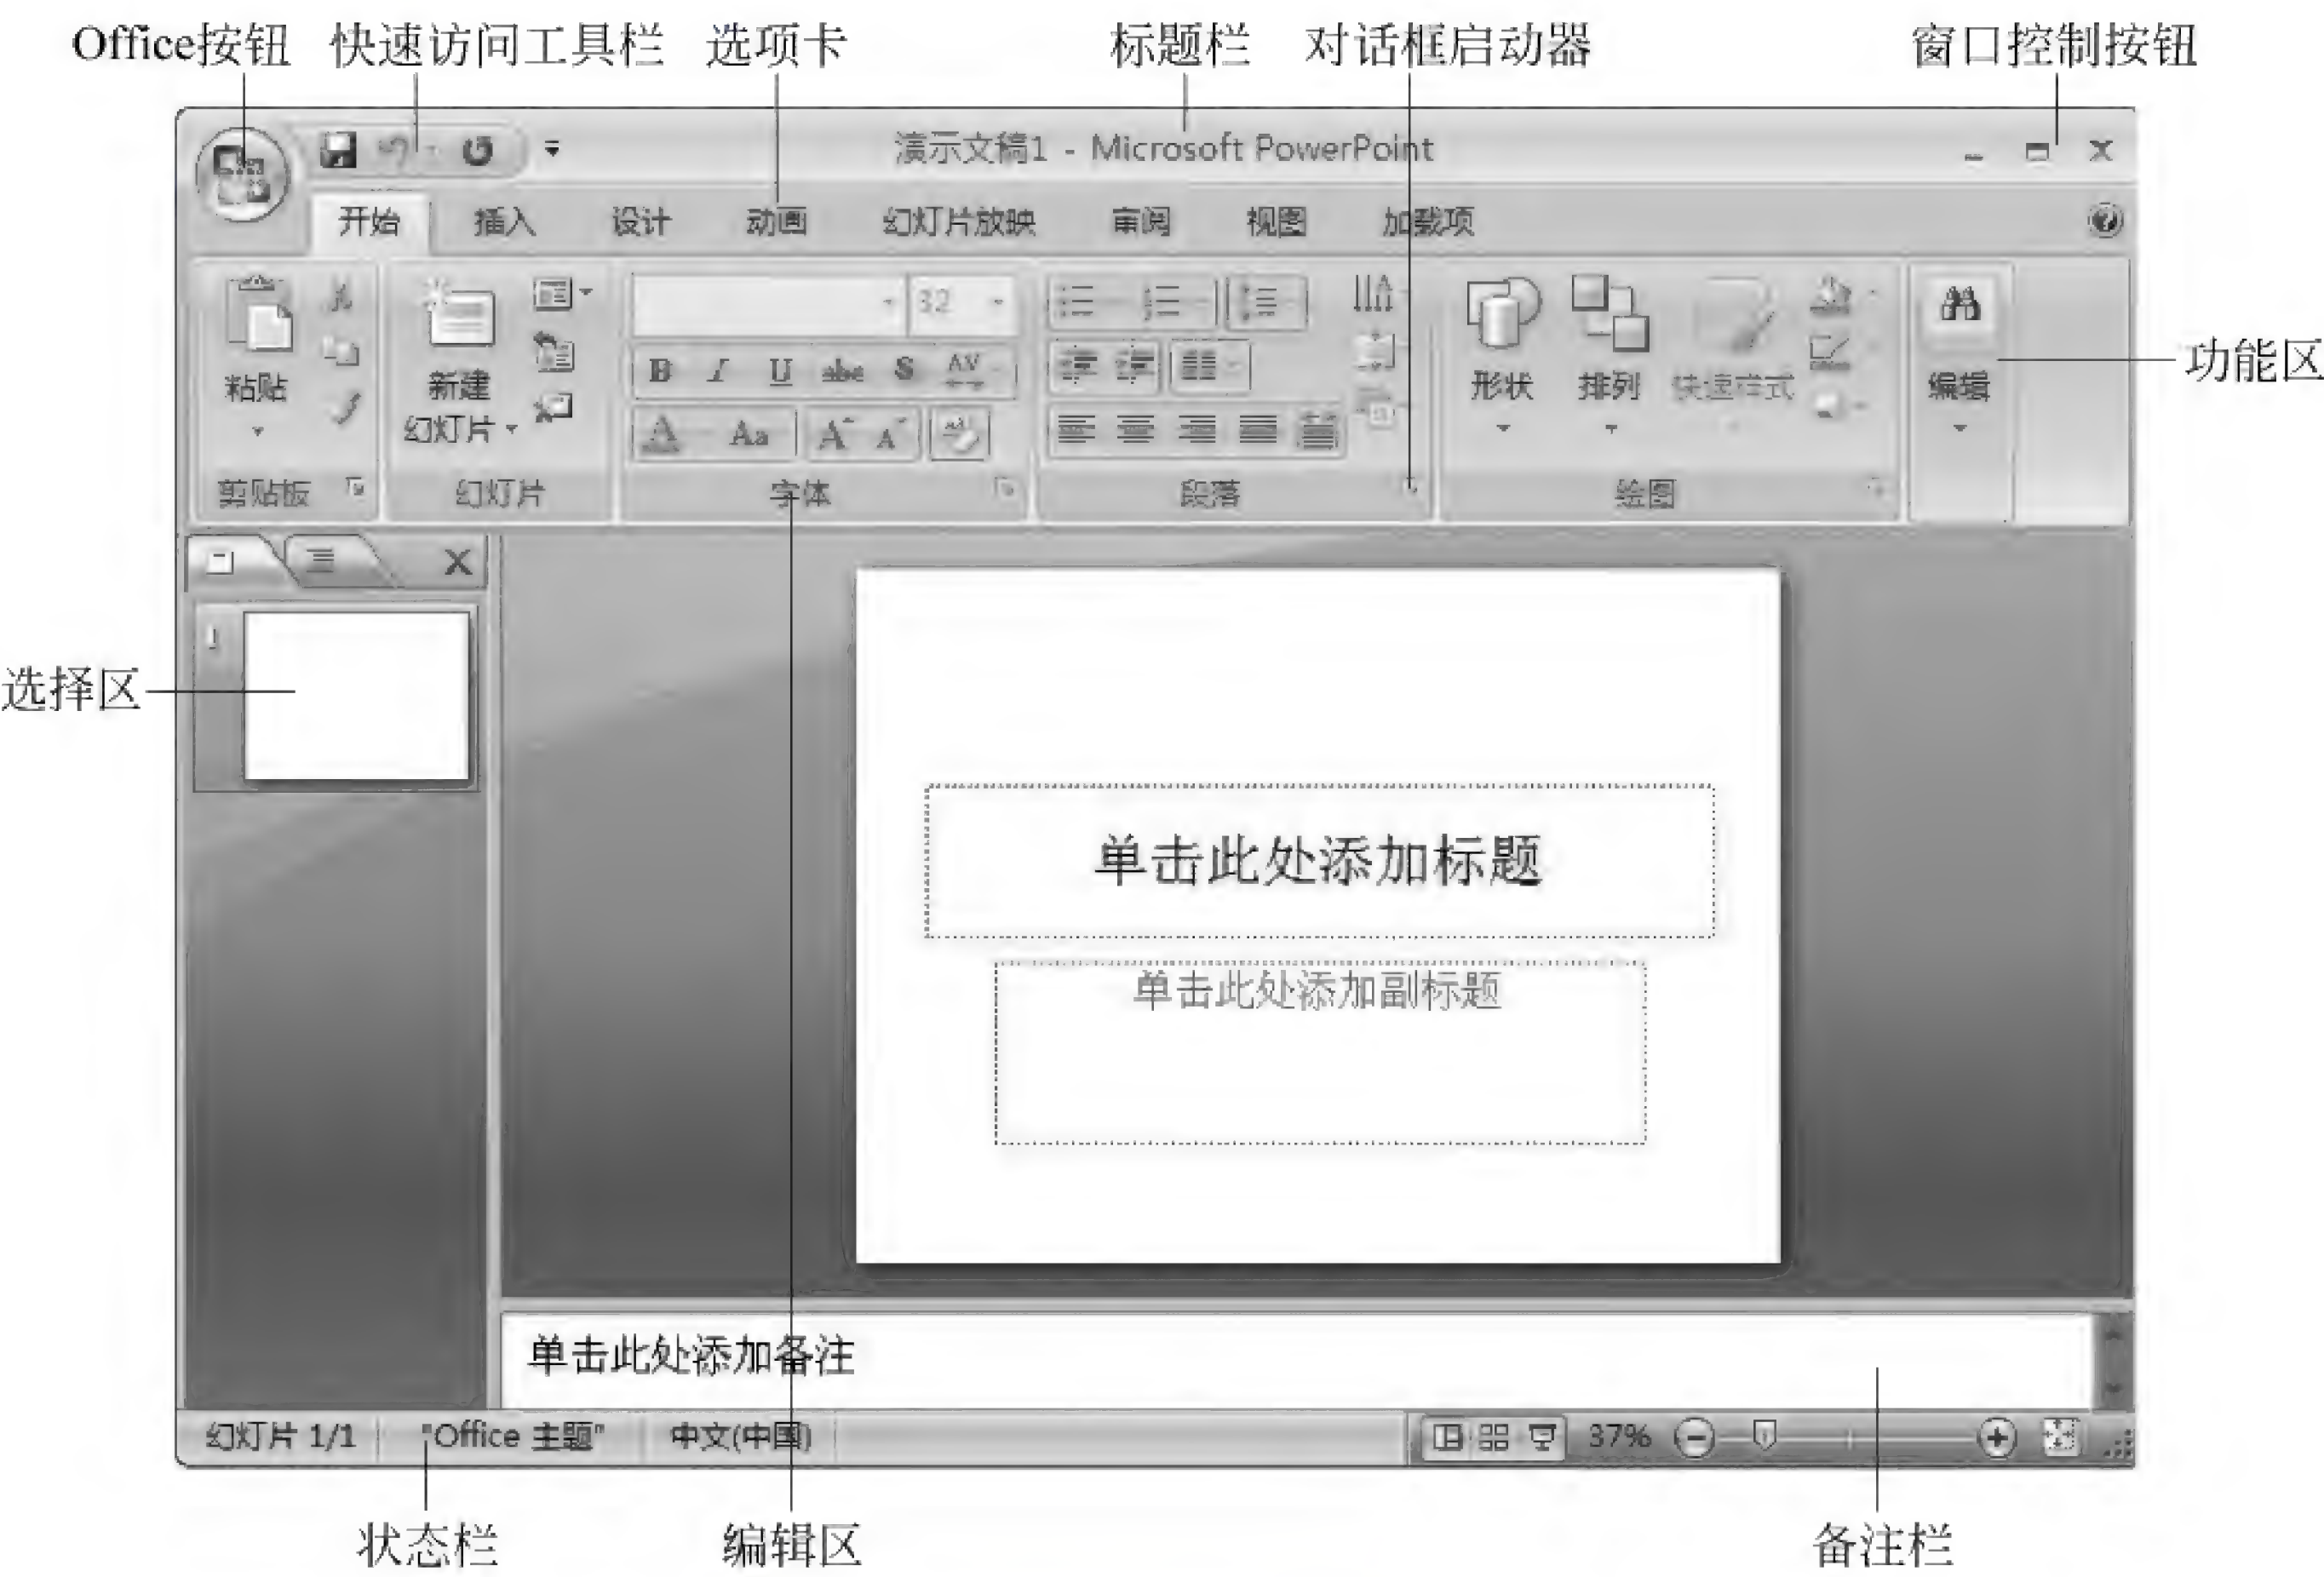 Office按钮 快速访问工具栏 选项卡 标题栏 对话框启动器 窗口控制按钮
演示文稿1 - Microsoft PowerPoint
开始 插入 设计 动画 幻灯片放映 审阅 视图 加载项
32
B I U abc S AV
粘贴 新建 形状 排列 快速样式 编辑
幻灯片
A Aa A A
剪贴板 幻灯片 字体 段落 绘图
功能区
1
选择区
单击此处添加标题
单击此处添加副标题
单击此处添加备注
幻灯片 1/1 "Office 主题" 中文(中国) 37%
状态栏 编辑区 备注栏